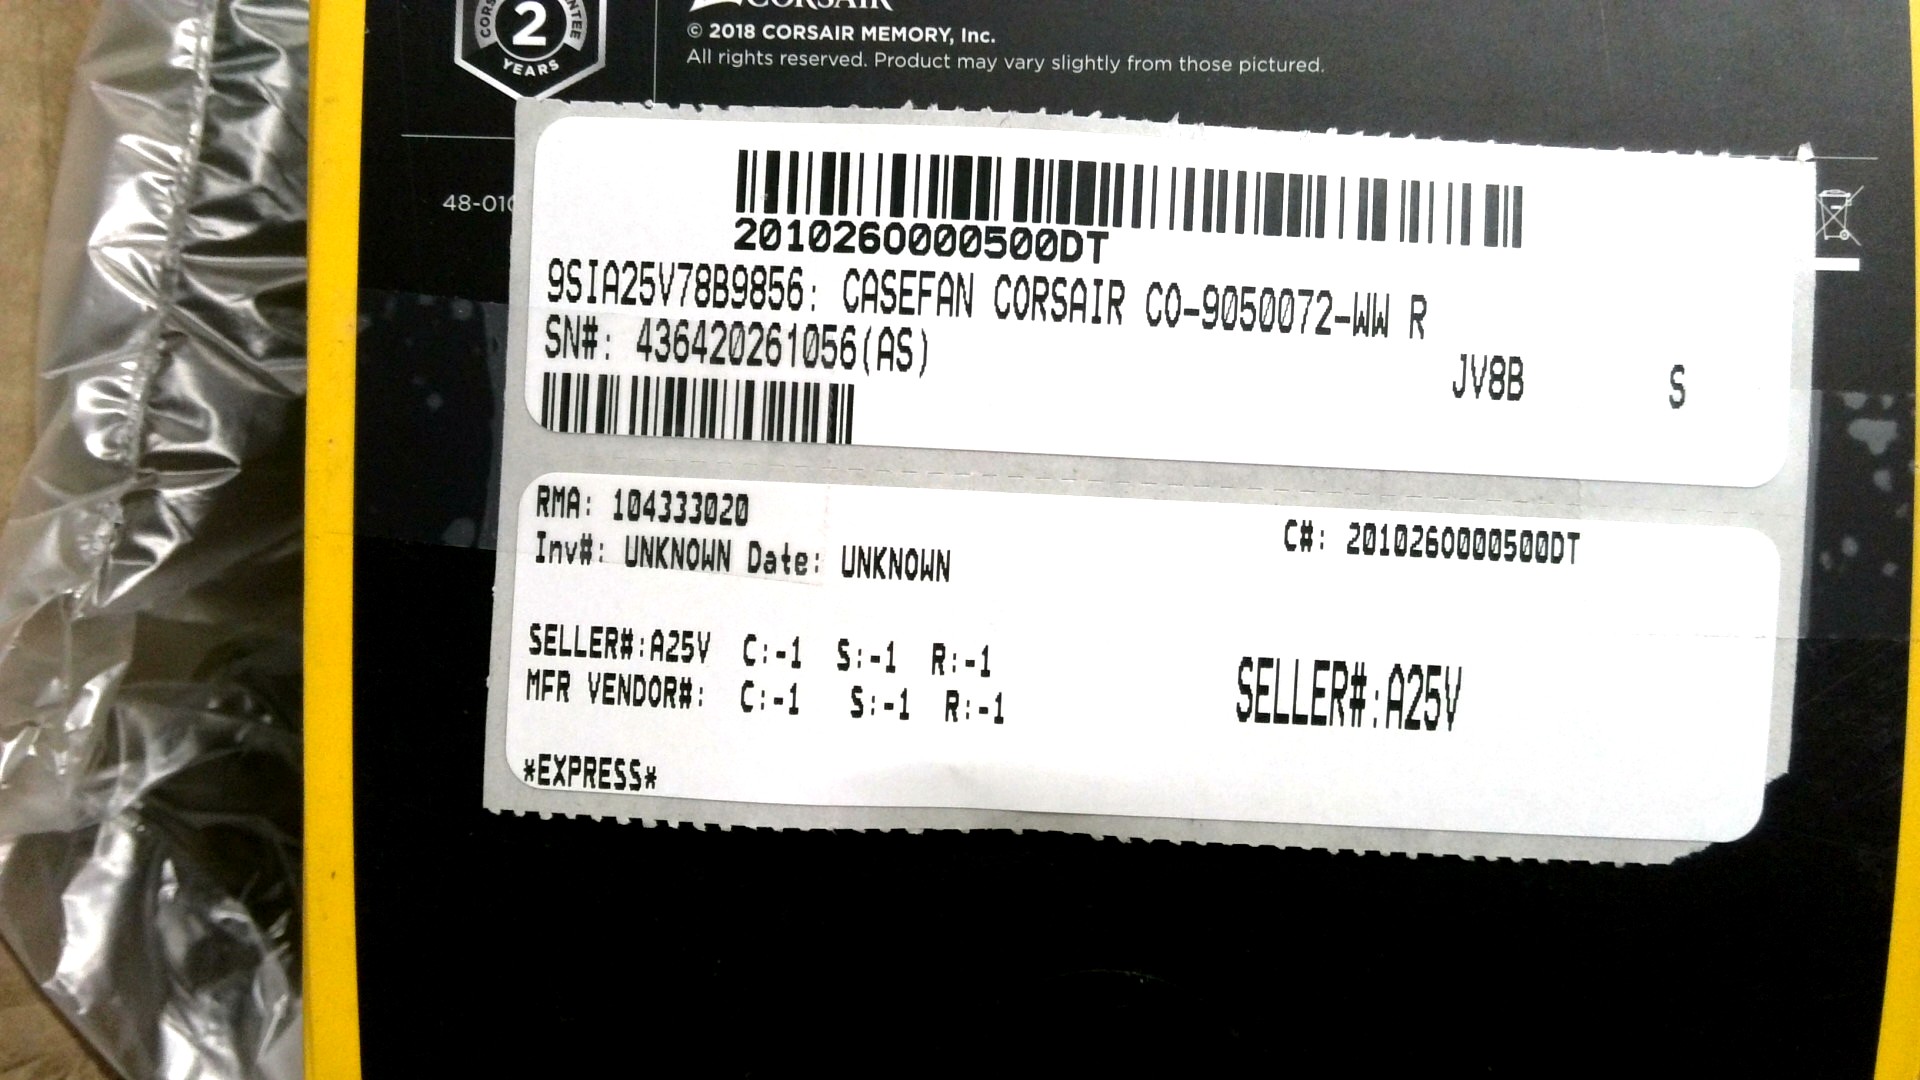 CORSAIR
2
YEARS
© 2018 CORSAIR MEMORY, Inc.
All rights reserved. Product may vary slightly from those pictured.
48-010
2010260000500DT
9SIA25V78B9856: CASEFAN CORSAIR CO-9050072-WW R
SN#: 436420261056(AS)
JV8B S
RMA: 104333020
C#: 2010260000500DT
Inv#: UNKNOWN Date: UNKNOWN
SELLER#:A25V C:-1 S:-1 R:-1
MFR VENDOR#: C:-1 S:-1 R:-1
SELLER#:A25V
*EXPRESS*